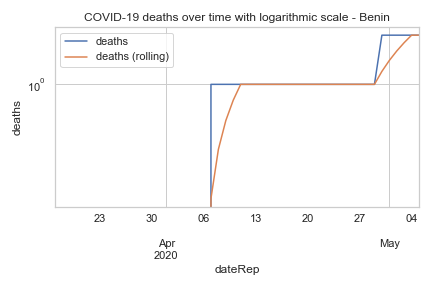 COVID-19 deaths over time with logarithmic scale - Benin
deaths
deaths (rolling)
10⁰
deaths
23 30 06 13 20 27 04
Apr May
2020
dateRep